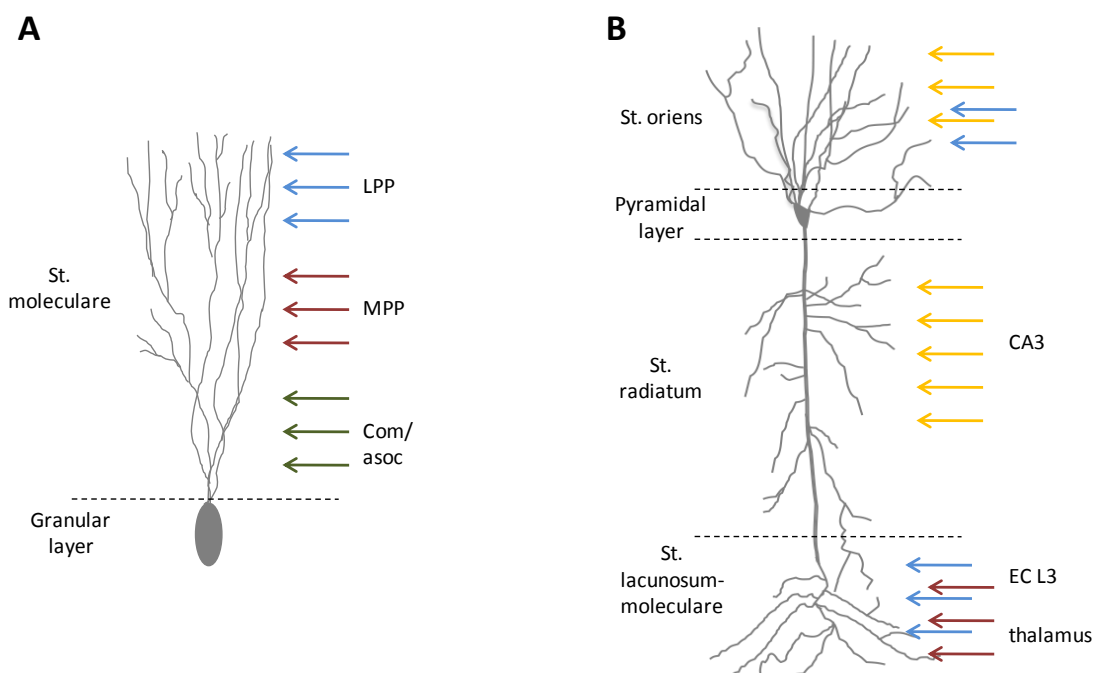 A
St.
moleculare
Granular
layer
LPP
MPP
Com/
asoc
B
St. oriens
Pyramidal
layer
St.
radiatum
St.
lacunosum-
moleculare
CA3
EC L3
thalamus